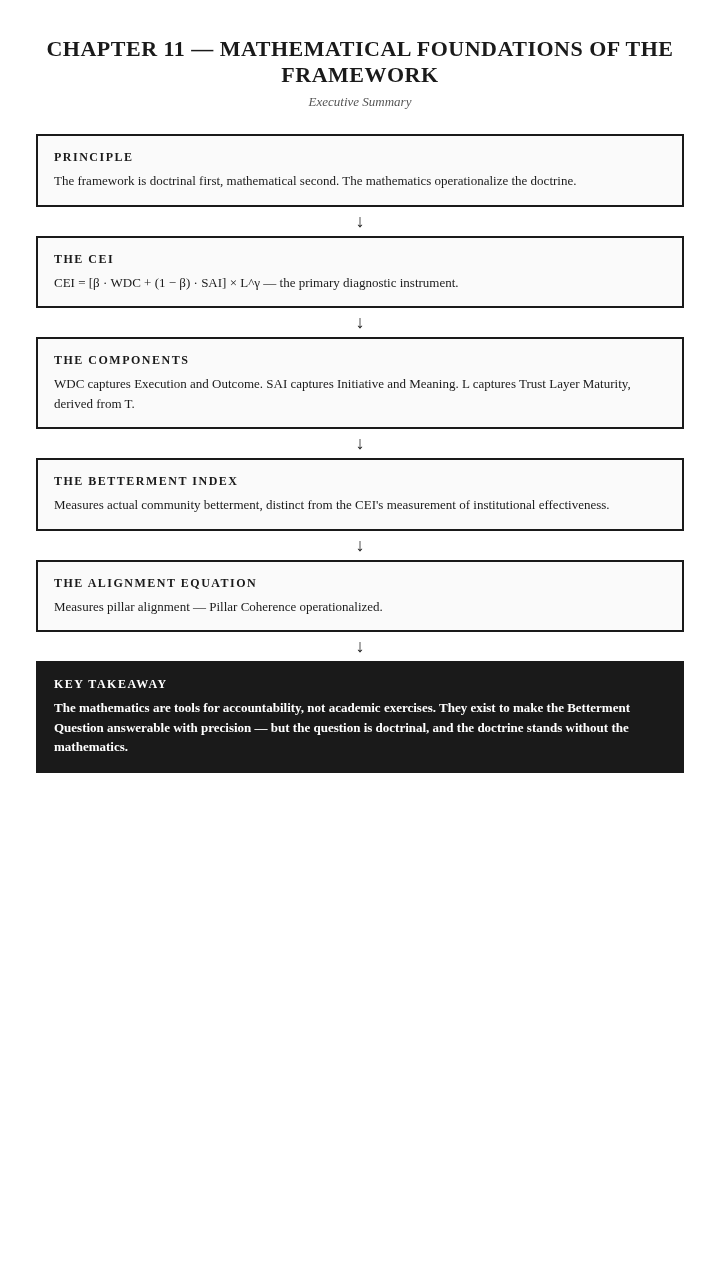 CHAPTER 11 — MATHEMATICAL FOUNDATIONS OF THE
FRAMEWORK
Executive Summary
PRINCIPLE
The framework is doctrinal first, mathematical second. The mathematics operationalize the doctrine.
↓
THE CEI
CEI = [β · WDC + (1 − β) · SAI] × L^γ — the primary diagnostic instrument.
↓
THE COMPONENTS
WDC captures Execution and Outcome. SAI captures Initiative and Meaning. L captures Trust Layer Maturity,
derived from T.
↓
THE BETTERMENT INDEX
Measures actual community betterment, distinct from the CEI's measurement of institutional effectiveness.
↓
THE ALIGNMENT EQUATION
Measures pillar alignment — Pillar Coherence operationalized.
↓
KEY TAKEAWAY
The mathematics are tools for accountability, not academic exercises. They exist to make the Betterment
Question answerable with precision — but the question is doctrinal, and the doctrine stands without the
mathematics.